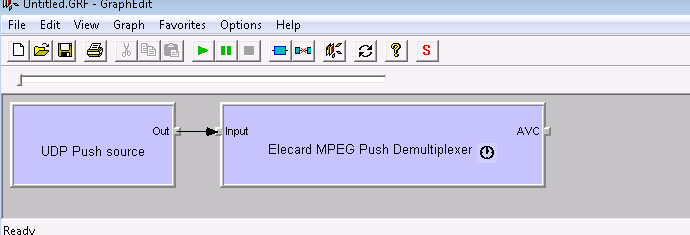 Untitled.GRF - GraphEdit
File Edit View Graph Favorites Options Help
S
Out Input AVC
UDP Push source Elecard MPEG Push Demultiplexer
Ready